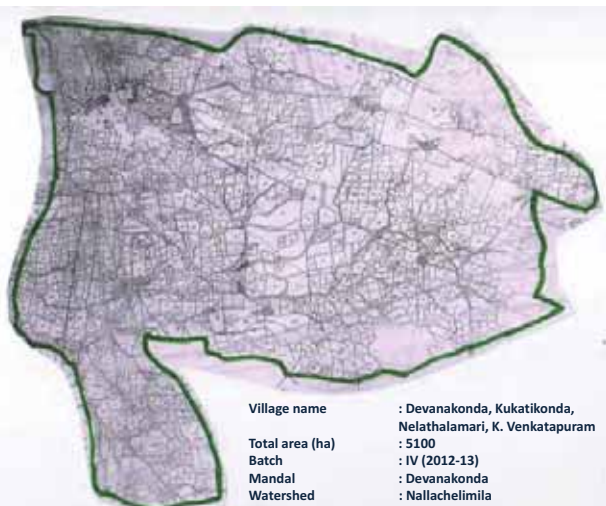 Village name : Devanakonda, Kukatikonda,
Nelathalamari, K. Venkatapuram
Total area (ha) : 5100
Batch : IV (2012-13)
Mandal : Devanakonda
Watershed : Nallachelimila